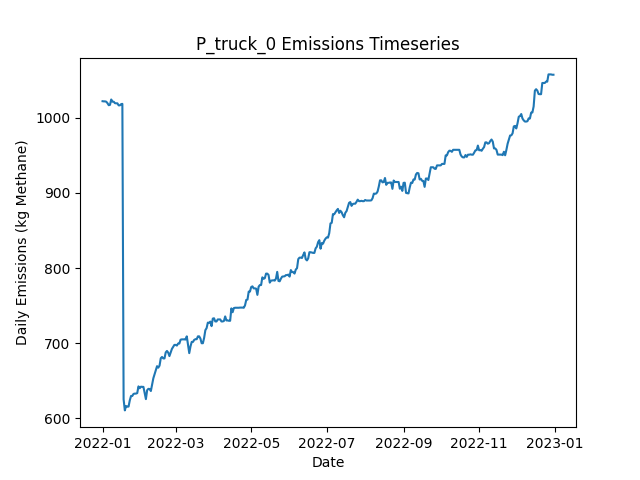 P_truck_0 Emissions Timeseries
Daily Emissions (kg Methane)
1000
900
800
700
600
2022-01 2022-03 2022-05 2022-07 2022-09 2022-11 2023-01
Date